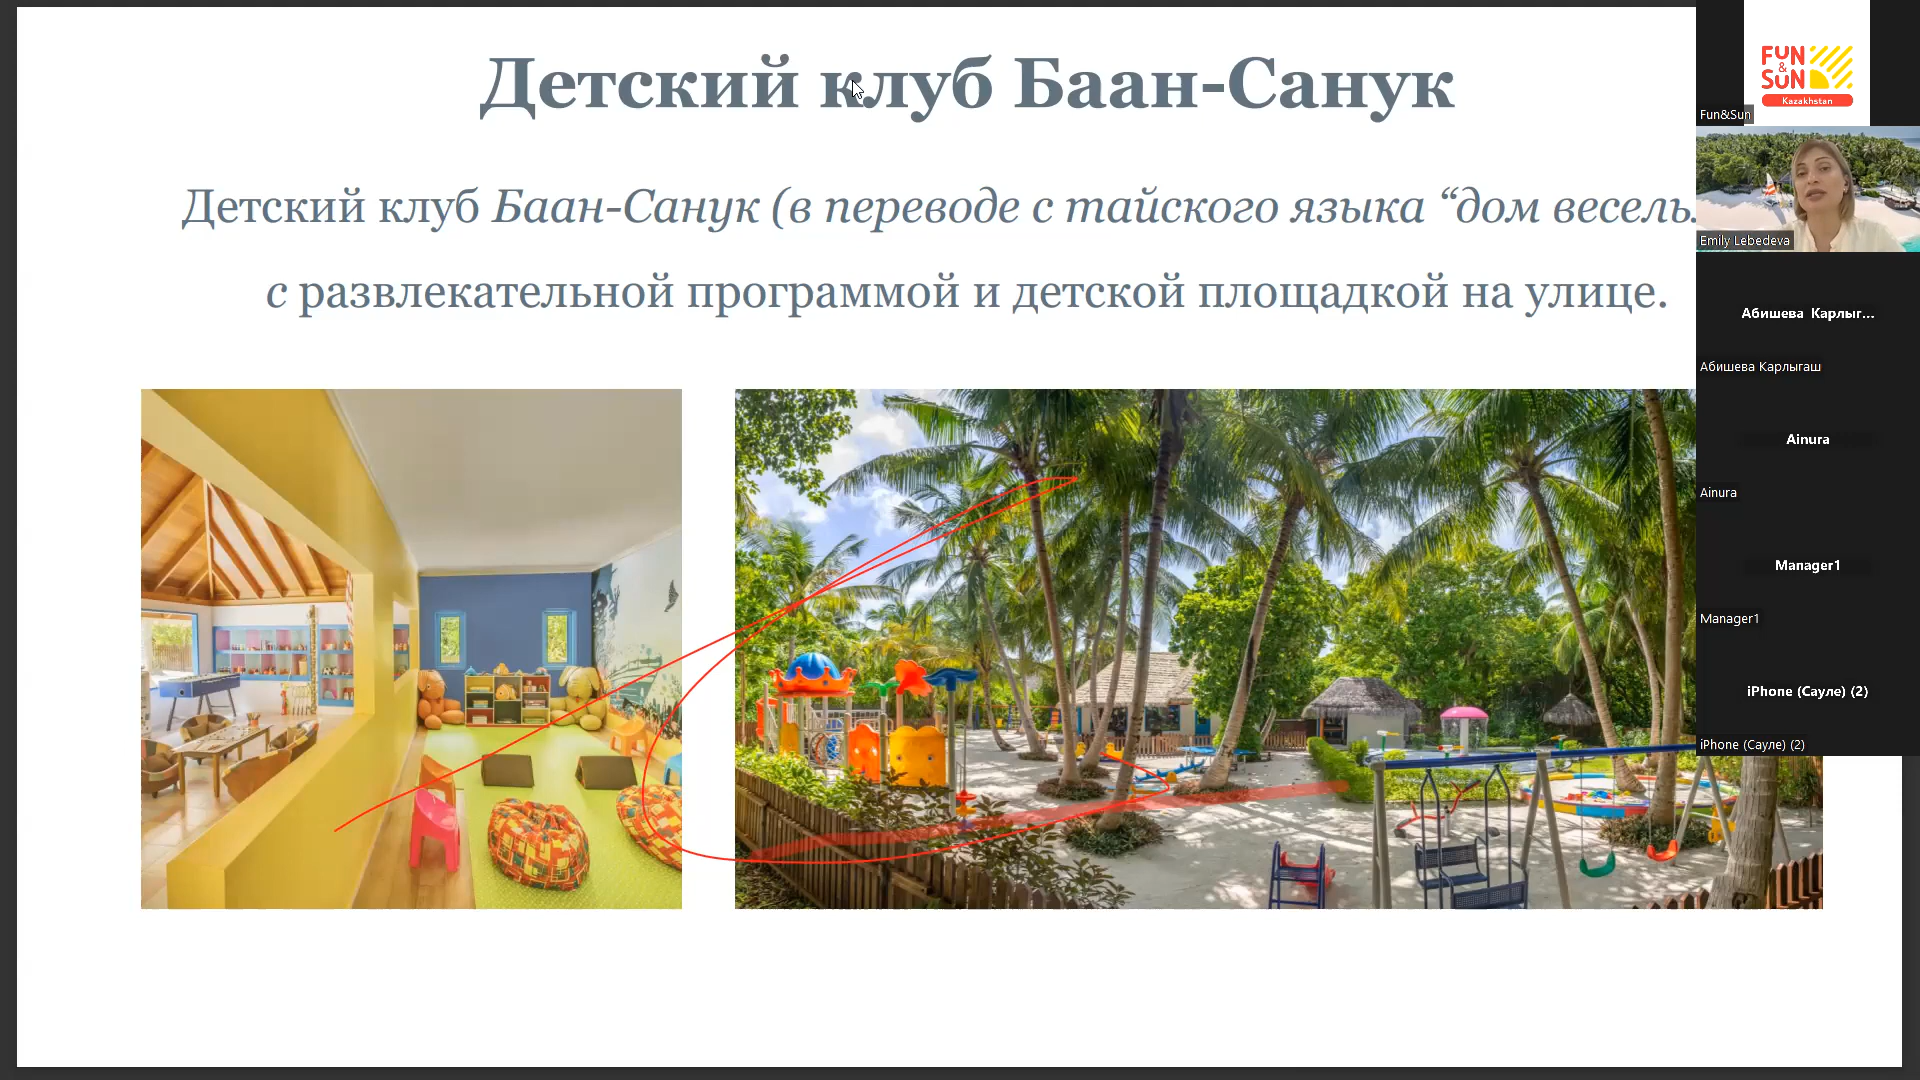 Детский клуб Баан-Санук
Детский клуб Баан-Санук (в переводе с тайского языка “дом
с развлекательной программой и детской площадкой на улице.
FUN
&
SUN
Kazakhstan
Fun&Sun
Emily Lebedeva
Абишева Карлыг...
Абишева Карлыгаш
Ainura
Ainura
Manager1
Manager1
iPhone (Сауле) (2)
iPhone (Сауле) (2)